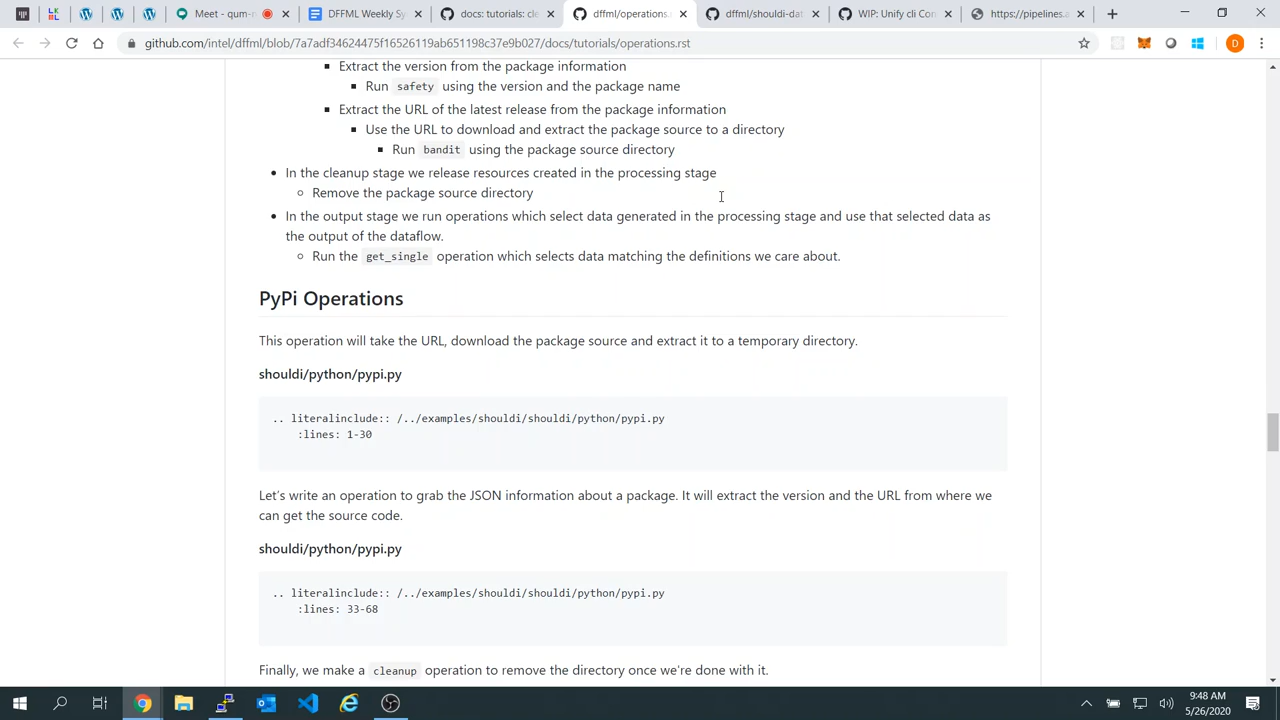 Meet - qum-r
DFFML Weekly Sy
docs: tutorials: cle
dffml/operations.
dffml/shouldi-dat
WIP: Unify cli Con
https://pipelines.a
github.com/intel/dffml/blob/7a7adf34624475f16526119ab651198c37e9b027/docs/tutorials/operations.rst
D
Extract the version from the package information
Run safety using the version and the package name
Extract the URL of the latest release from the package information
Use the URL to download and extract the package source to a directory
Run bandit using the package source directory
In the cleanup stage we release resources created in the processing stage
Remove the package source directory
In the output stage we run operations which select data generated in the processing stage and use that selected data as
the output of the dataflow.
Run the get_single operation which selects data matching the definitions we care about.
PyPi Operations
This operation will take the URL, download the package source and extract it to a temporary directory.
shouldi/python/pypi.py
.. literalinclude:: /../examples/shouldi/shouldi/python/pypi.py
:lines: 1-30
Let's write an operation to grab the JSON information about a package. It will extract the version and the URL from where we
can get the source code.
shouldi/python/pypi.py
.. literalinclude:: /../examples/shouldi/shouldi/python/pypi.py
:lines: 33-68
Finally, we make a cleanup operation to remove the directory once we're done with it.
9:48 AM
5/26/2020